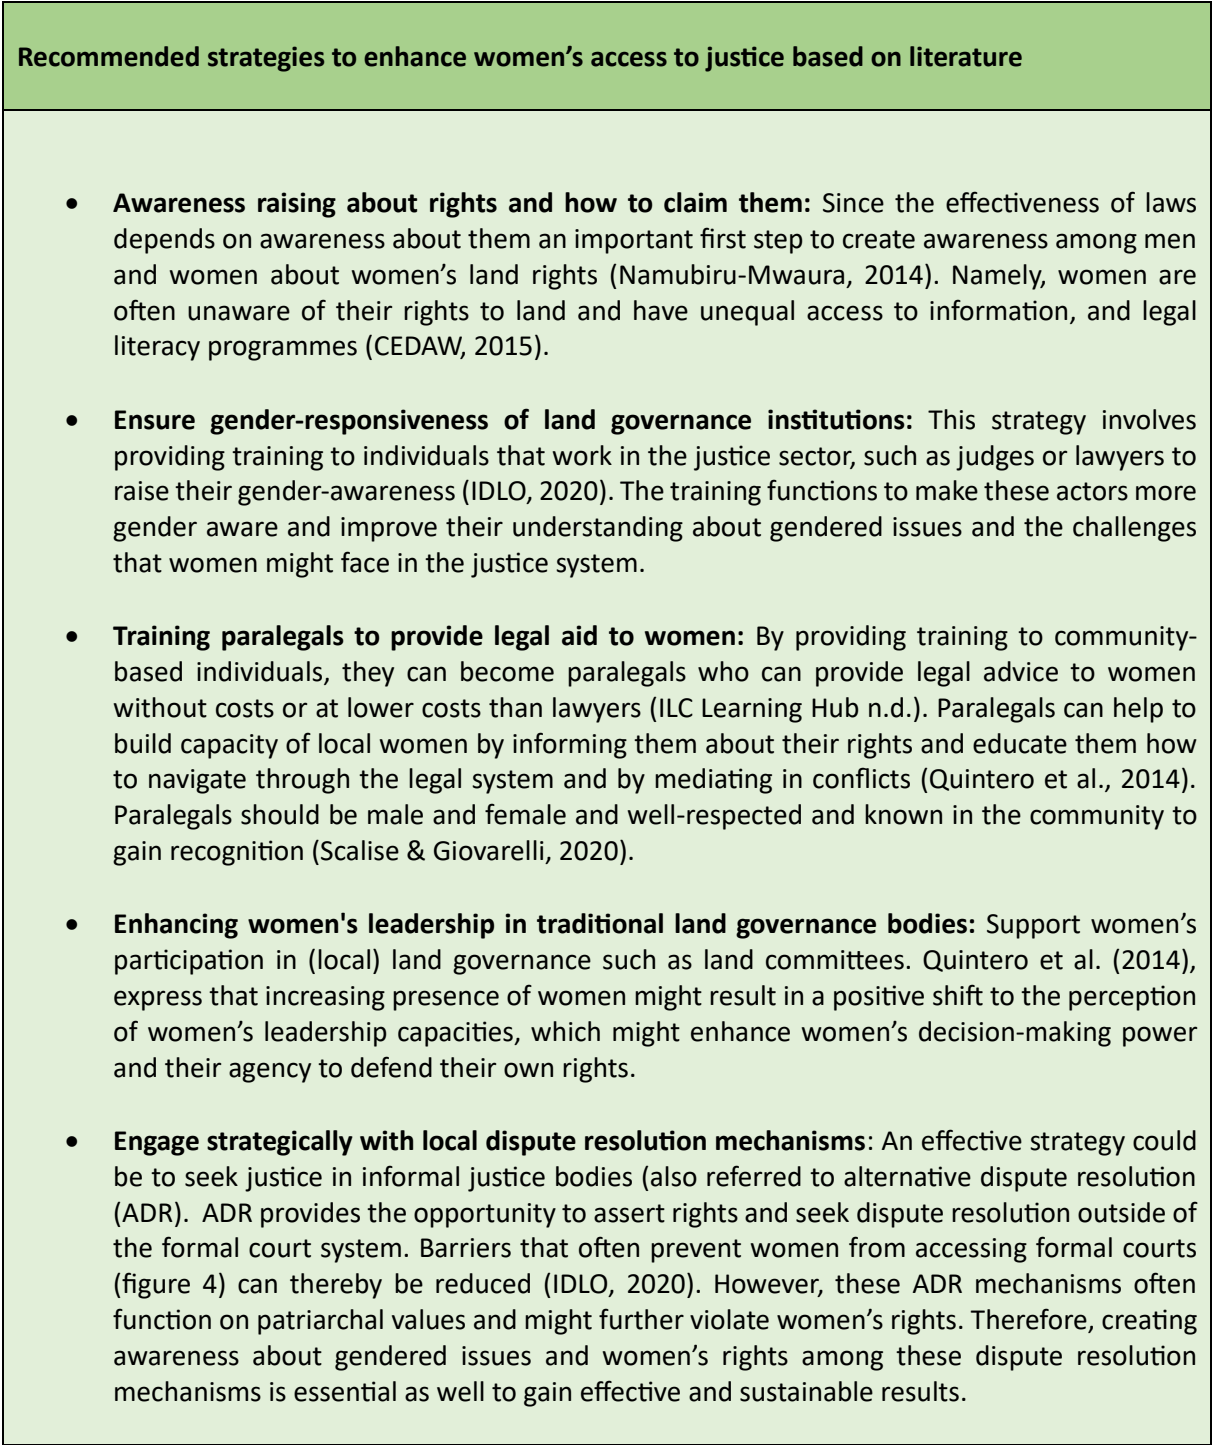 Recommended strategies to enhance women’s access to justice based on literature
• Awareness raising about rights and how to claim them: Since the effectiveness of laws
depends on awareness about them an important first step to create awareness among men
and women about women’s land rights (Namubiru-Mwaura, 2014). Namely, women are
often unaware of their rights to land and have unequal access to information, and legal
literacy programmes (CEDAW, 2015).
• Ensure gender-responsiveness of land governance institutions: This strategy involves
providing training to individuals that work in the justice sector, such as judges or lawyers to
raise their gender-awareness (IDLO, 2020). The training functions to make these actors more
gender aware and improve their understanding about gendered issues and the challenges
that women might face in the justice system.
• Training paralegals to provide legal aid to women: By providing training to community-
based individuals, they can become paralegals who can provide legal advice to women
without costs or at lower costs than lawyers (ILC Learning Hub n.d.). Paralegals can help to
build capacity of local women by informing them about their rights and educate them how
to navigate through the legal system and by mediating in conflicts (Quintero et al., 2014).
Paralegals should be male and female and well-respected and known in the community to
gain recognition (Scalise & Giovarelli, 2020).
• Enhancing women's leadership in traditional land governance bodies: Support women’s
participation in (local) land governance such as land committees. Quintero et al. (2014),
express that increasing presence of women might result in a positive shift to the perception
of women’s leadership capacities, which might enhance women’s decision-making power
and their agency to defend their own rights.
• Engage strategically with local dispute resolution mechanisms: An effective strategy could
be to seek justice in informal justice bodies (also referred to alternative dispute resolution
(ADR).  ADR provides the opportunity to assert rights and seek dispute resolution outside of
the formal court system. Barriers that often prevent women from accessing formal courts
(figure 4) can thereby be reduced (IDLO, 2020). However, these ADR mechanisms often
function on patriarchal values and might further violate women’s rights. Therefore, creating
awareness about gendered issues and women’s rights among these dispute resolution
mechanisms is essential as well to gain effective and sustainable results.